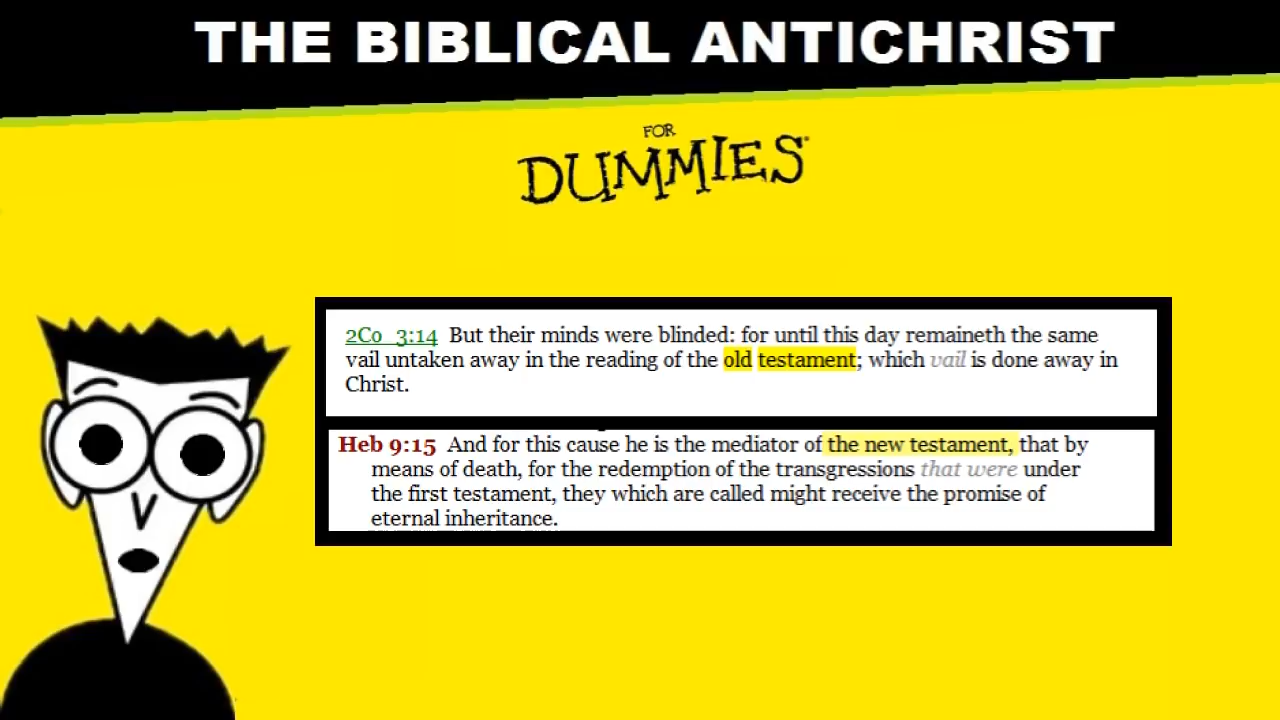 THE BIBLICAL ANTICHRIST
FOR
DUMMIES
2Co 3:14 But their minds were blinded: for until this day remaineth the same
vail untaken away in the reading of the old testament; which vail is done away in
Christ.
Heb 9:15 And for this cause he is the mediator of the new testament, that by
means of death, for the redemption of the transgressions that were under
the first testament, they which are called might receive the promise of
eternal inheritance.